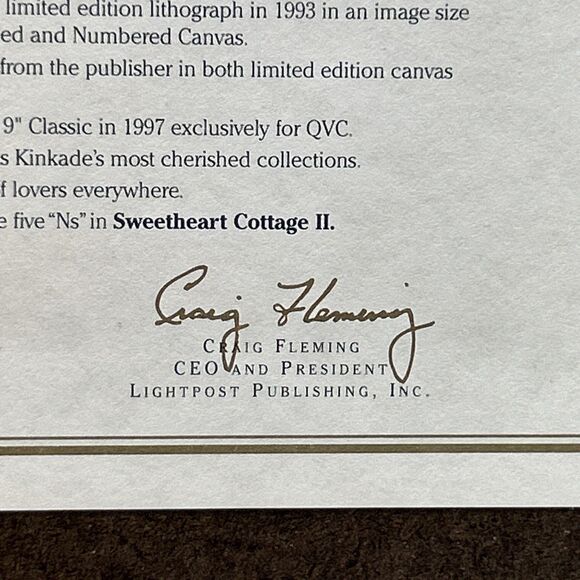 limited edition lithograph in 1993 in an image size
ed and Numbered Canvas.
from the publisher in both limited edition canvas
9" Classic in 1997 exclusively for QVC.
s Kinkade's most cherished collections.
f lovers everywhere.
e five “Ns” in Sweetheart Cottage II.
Craig Fleming
CRAIG FLEMING
CEO AND PRESIDENT
LIGHTPOST PUBLISHING, INC.